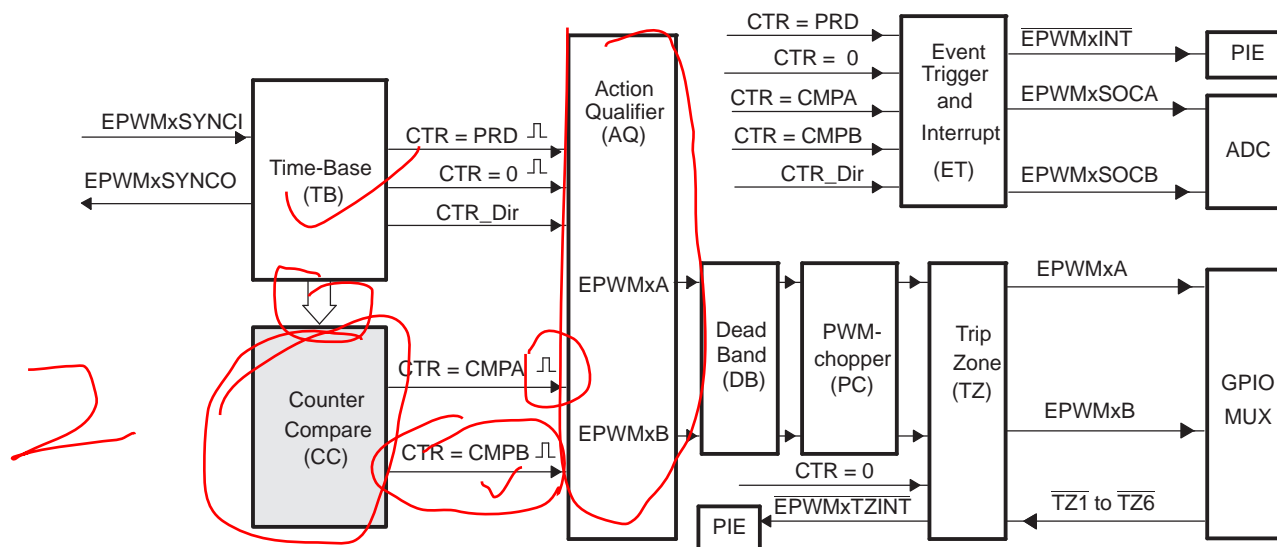 EPWMxSYNCI
EPWMxSYNCO
Time-Base
(TB)
CTR = PRD
CTR = 0
CTR_Dir
Counter
Compare
(CC)
CTR = CMPA
CTR = CMPB
2
Action
Qualifier
(AQ)
EPWMxA
EPWMxB
CTR = PRD
CTR = 0
CTR = CMPA
CTR = CMPB
CTR_Dir
Event
Trigger
and
Interrupt
(ET)
EPWMxINT
EPWMxSOCA
EPWMxSOCB
PIE
ADC
Dead
Band
(DB)
PWM-
chopper
(PC)
Trip
Zone
(TZ)
CTR = 0
EPWMxTZINT
PIE
EPWMxA
EPWMxB
TZ1 to TZ6
GPIO
MUX